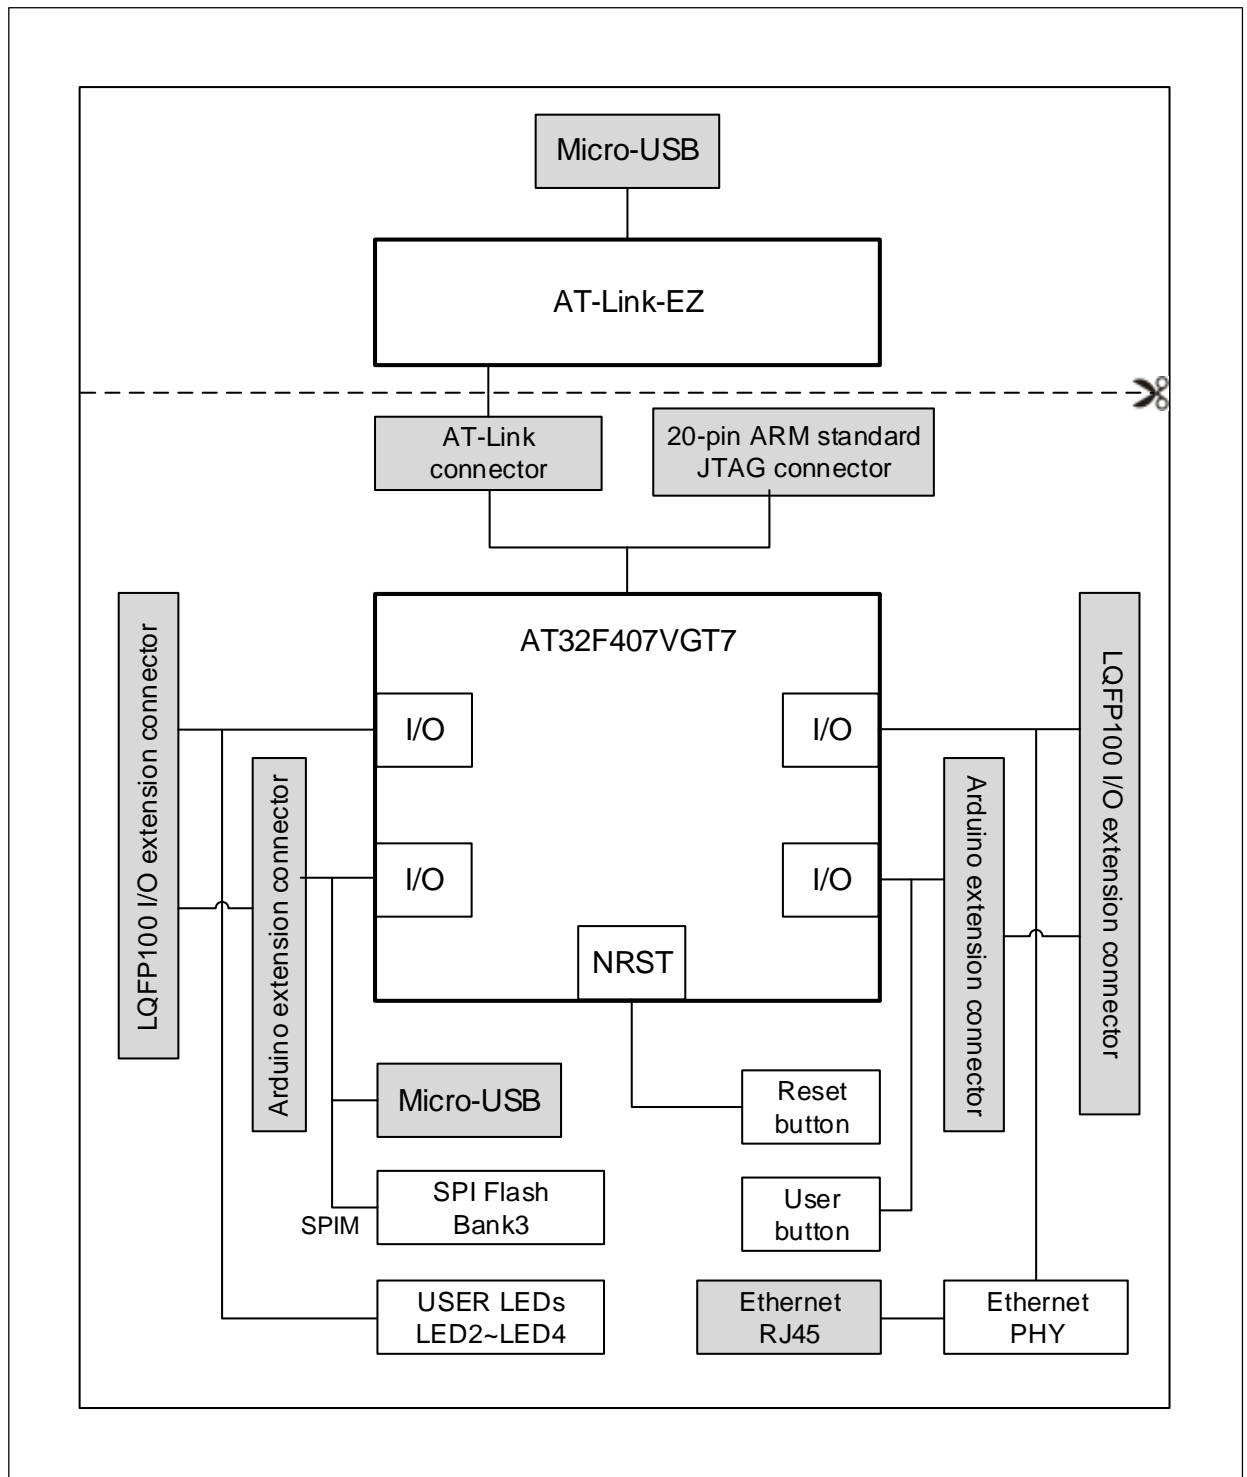 Micro-USB
AT-Link-EZ
AT-Link
connector
20-pin ARM standard
JTAG connector
AT32F407VGT7
LQFP100 I/O extension connector
Arduino extension connector
I/O
I/O
I/O
I/O
NRST
Arduino extension connector
LQFP100 I/O extension connector
Micro-USB
Reset
button
SPI Flash
Bank3
SPIM
User
button
USER LEDs
LED2~LED4
Ethernet
RJ45
Ethernet
PHY